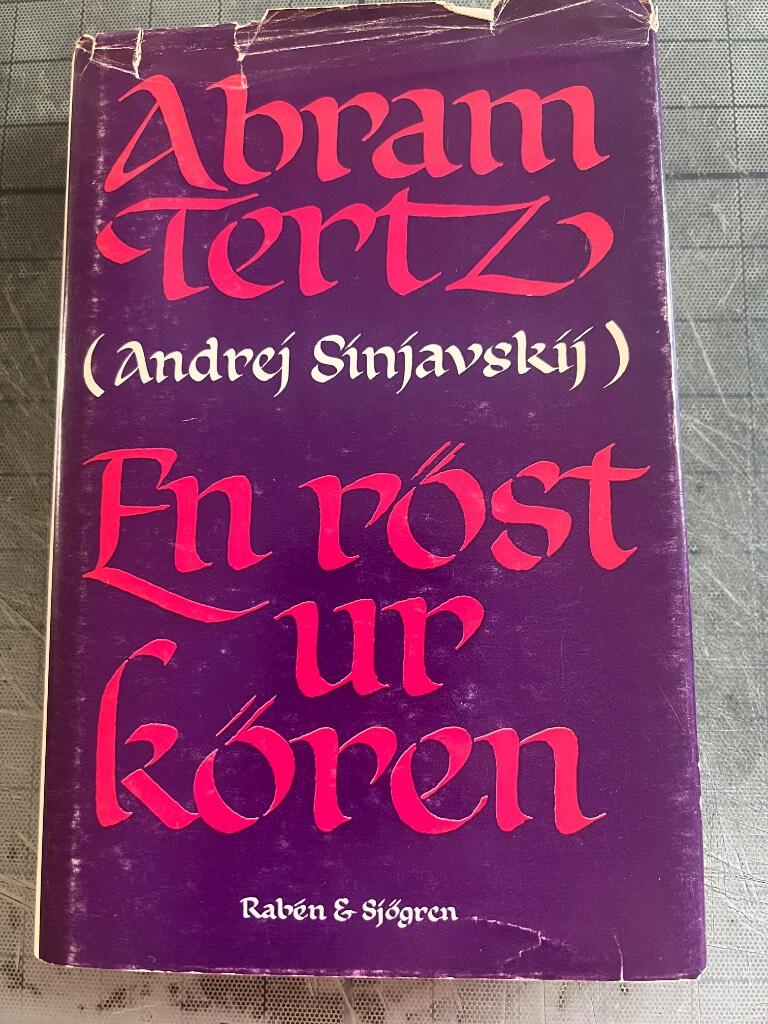 Abram
Tertz
(Andrej Sinjavskij)
En röst
ur
kören
Rabén & Sjögren